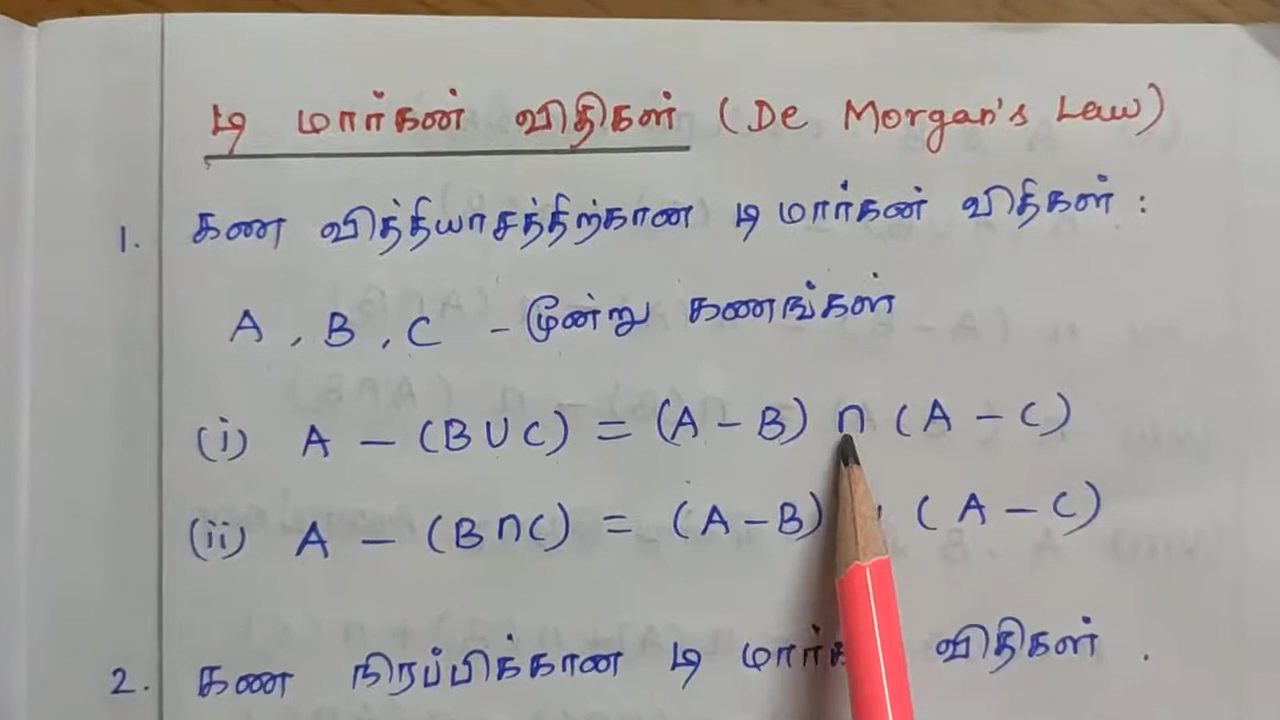 டி மார்கன் விதிகள் (De Morgan's Law)
1. கண வித்தியாசத்திற்கான டி மார்கன் விதிகள் :
A , B , C - மூன்று கணங்கள்
(i) A - (B∪C) = (A - B) ∩ (A - C)
(ii) A - (B∩C) = (A - B) (A - C)
2. கண நிரப்பிக்கான டி விதிகள் .